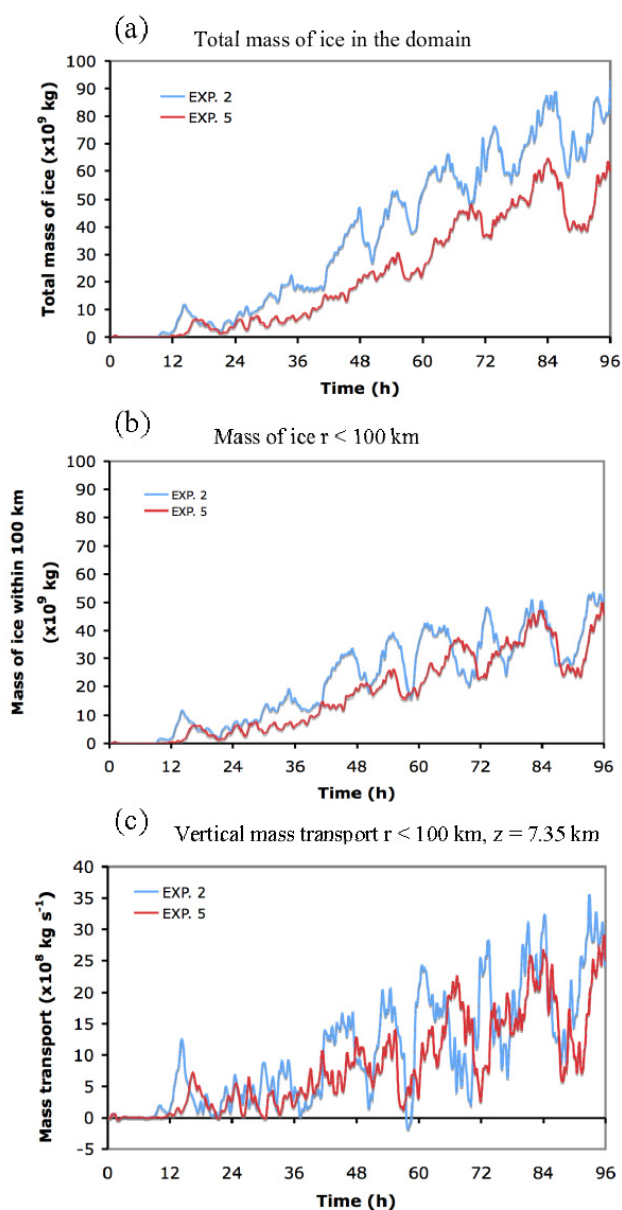 (a)
Total mass of ice in the domain
Total mass of ice (x10⁹ kg)
100
90
80
70
60
50
40
30
20
10
0
EXP. 2
EXP. 5
0 12 24 36 48 60 72 84 96
Time (h)
(b)
Mass of ice r < 100 km
Mass of ice within 100 km
(x10⁹ kg)
100
90
80
70
60
50
40
30
20
10
0
EXP. 2
EXP. 5
0 12 24 36 48 60 72 84 96
Time (h)
(c)
Vertical mass transport r < 100 km, z = 7.35 km
Mass transport (x10⁸ kg s⁻¹)
40
35
30
25
20
15
10
5
0
-5
EXP. 2
EXP. 5
0 12 24 36 48 60 72 84 96
Time (h)